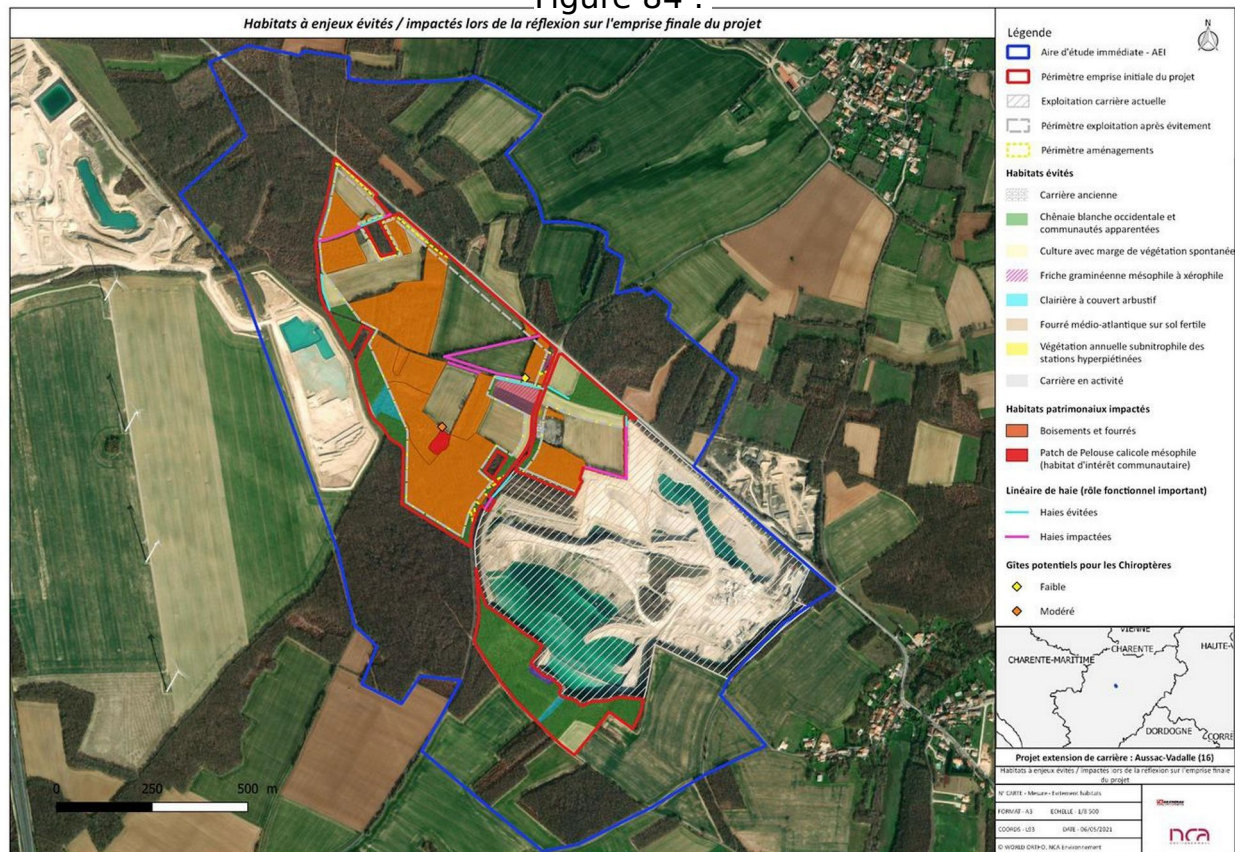 Figure 84 :
Habitats à enjeux évités / impactés lors de la réflexion sur l'emprise finale du projet
N
Légende
Aire d'étude immédiate - AEI
Périmètre emprise initiale du projet
Exploitation carrière actuelle
Périmètre exploitation après évitement
Périmètre aménagements
Habitats évités
Carrière ancienne
Chênaie blanche occidentale et
communautés apparentées
Culture avec marge de végétation spontanée
Friche graminéenne mésophile à xérophile
Clairière à couvert arbustif
Fourré médio-atlantique sur sol fertile
Végétation annuelle subnitrophile des
stations hyperpiétinées
Carrière en activité
Habitats patrimonaiux impactés
Boisements et fourrés
Patch de Pelouse calicole mésophile
(habitat d'intérêt communautaire)
Linéaire de haie (rôle fonctionnel important)
Haies évitées
Haies impactées
Gîtes potentiels pour les Chiroptères
Faible
Modéré
VIENNE
CHARENTE
HAUTE-V
CHARENTE-MARITIME
DORDOGNE
CORRE
0 250 500 m
Projet extension de carrière : Aussac-Vadalle (16)
Habitats à enjeux évités / impactés lors de la réflexion sur l'emprise finale
du projet
N° CARTE - Mesure - Evitement habitats
FORMAT - A3 ECHELLE - 1/8 500
COORDS - L93 DATE - 06/05/2021
© WORLD ORTHO, NCA Environnement
nca